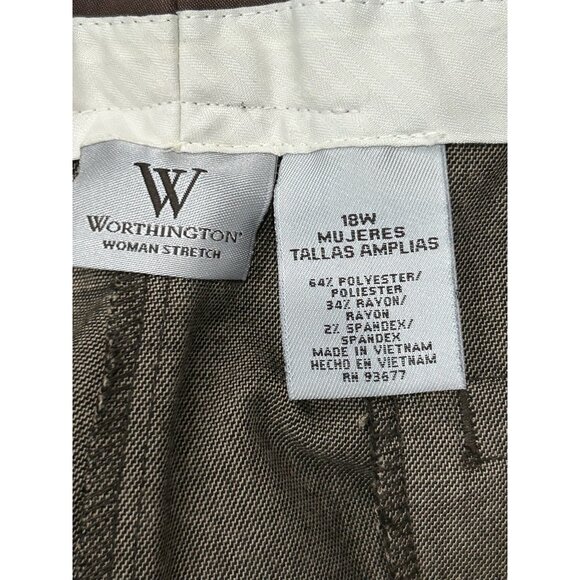 W
WORTHINGTON®
WOMAN STRETCH
18W
MUJERES
TALLAS AMPLIAS
64% POLYESTER/
POLIESTER
34% RAYON/
RAYON
2% SPANDEX/
SPANDEX
MADE IN VIETNAM
HECHO EN VIETNAM
RN 93677